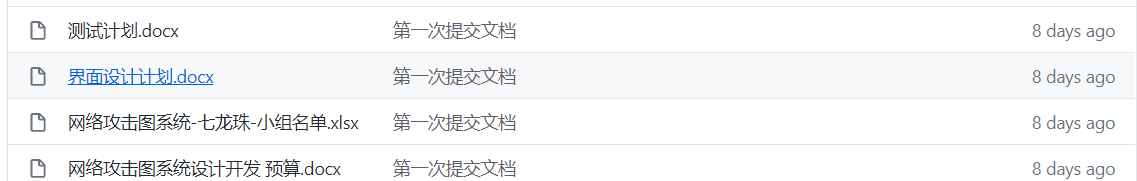 测试计划.docx 第一次提交文档 8 days ago
界面设计计划.docx 第一次提交文档 8 days ago
网络攻击图系统-七龙珠-小组名单.xlsx 第一次提交文档 8 days ago
网络攻击图系统设计开发 预算.docx 第一次提交文档 8 days ago